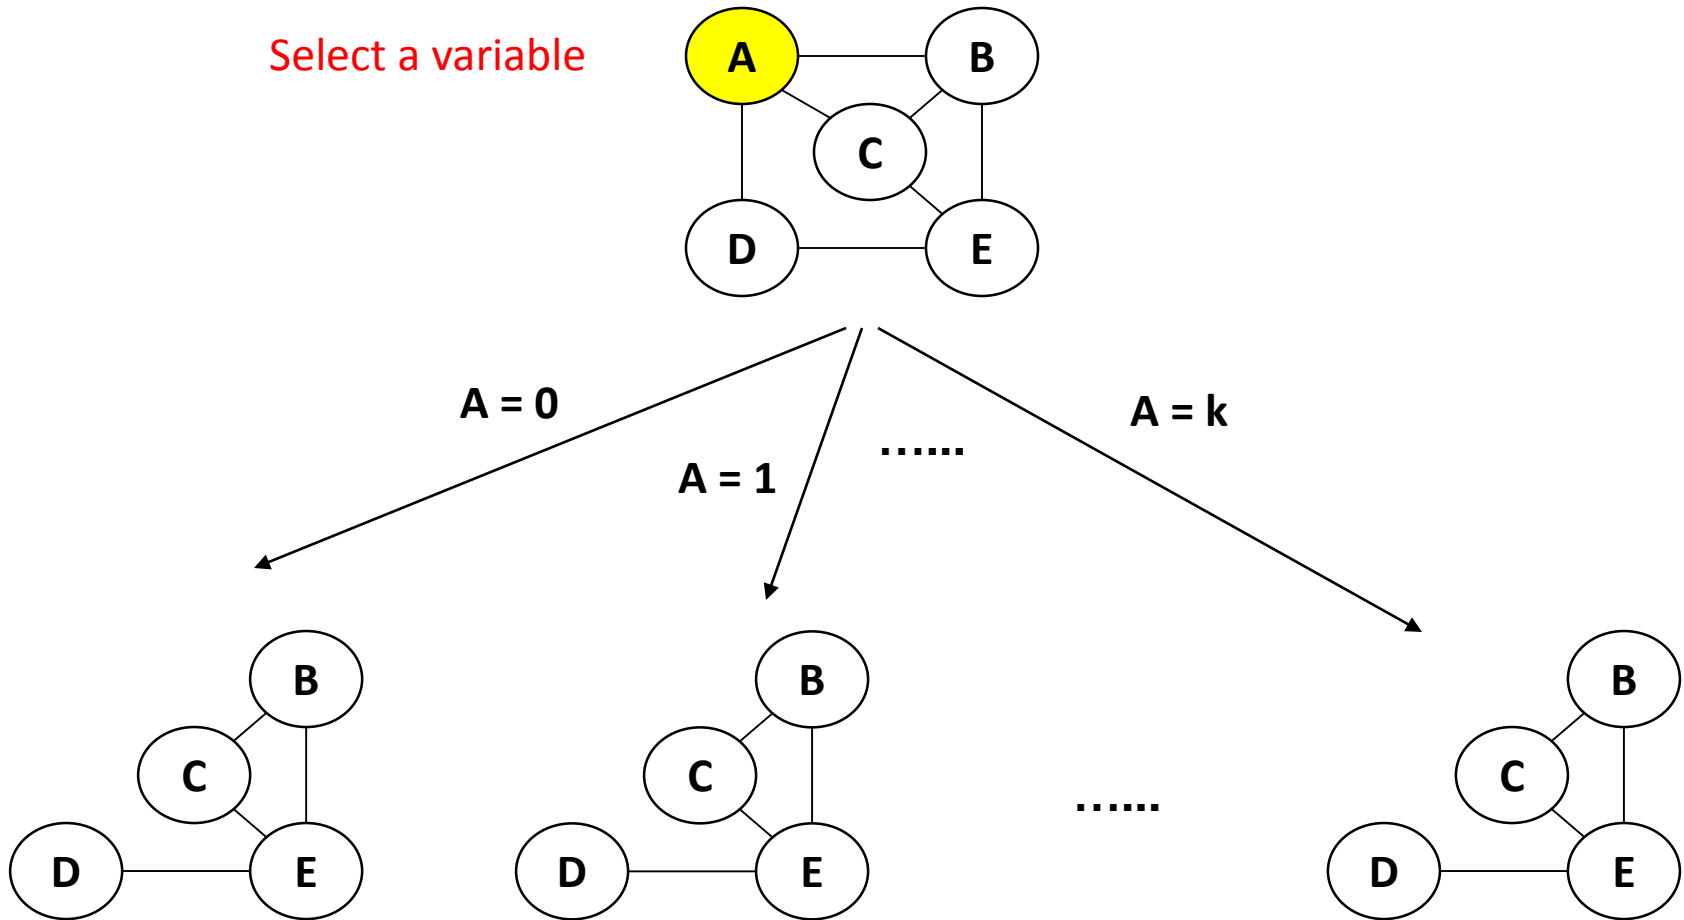 Select a variable
A B
C
D E
A = 0
A = k
…...
A = 1
B B B
C C C
…...
D E D E D E